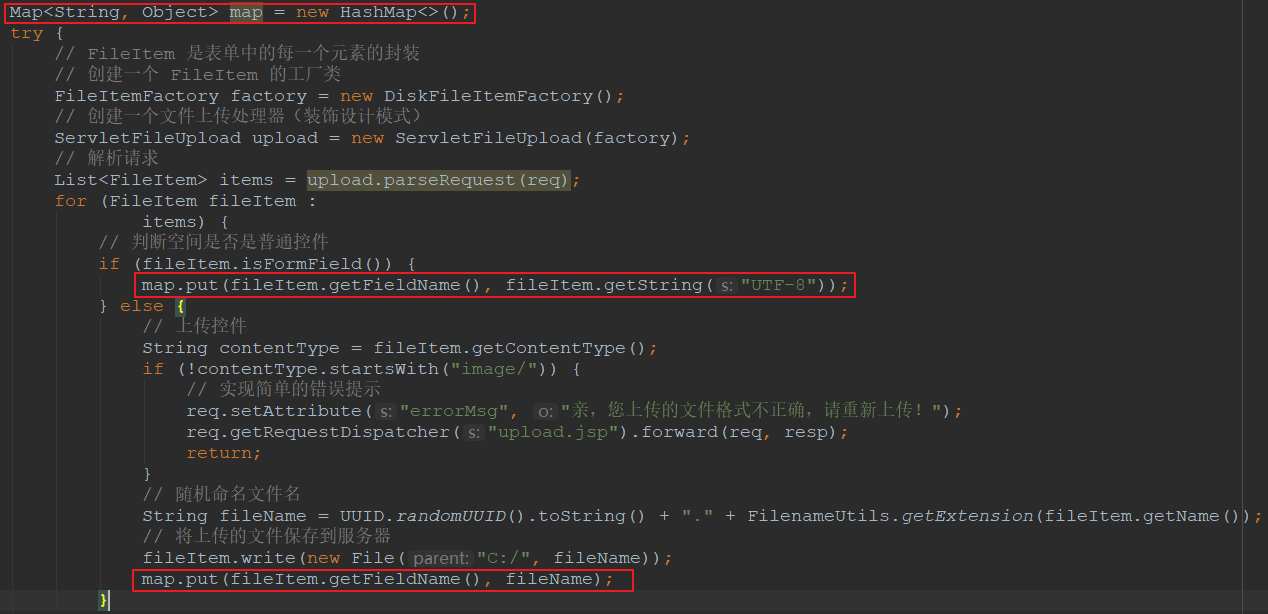 Map<String, Object> map = new HashMap<>();
try {
// FileItem 是表单中的每一个元素的封装
// 创建一个 FileItem 的工厂类
FileItemFactory factory = new DiskFileItemFactory();
// 创建一个文件上传处理器（装饰设计模式）
ServletFileUpload upload = new ServletFileUpload(factory);
// 解析请求
List<FileItem> items = upload.parseRequest(req);
for (FileItem fileItem :
items) {
// 判断空间是否是普通控件
if (fileItem.isFormField()) {
map.put(fileItem.getFieldName(), fileItem.getString( s: "UTF-8"));
} else {
// 上传控件
String contentType = fileItem.getContentType();
if (!contentType.startsWith("image/")) {
// 实现简单的错误提示
req.setAttribute( s: "errorMsg", o: "亲，您上传的文件格式不正确，请重新上传！");
req.getRequestDispatcher( s: "upload.jsp").forward(req, resp);
return;
}
// 随机命名文件名
String fileName = UUID.randomUUID().toString() + "." + FilenameUtils.getExtension(fileItem.getName());
// 将上传的文件保存到服务器
fileItem.write(new File( parent: "C:/", fileName));
map.put(fileItem.getFieldName(), fileName);
}